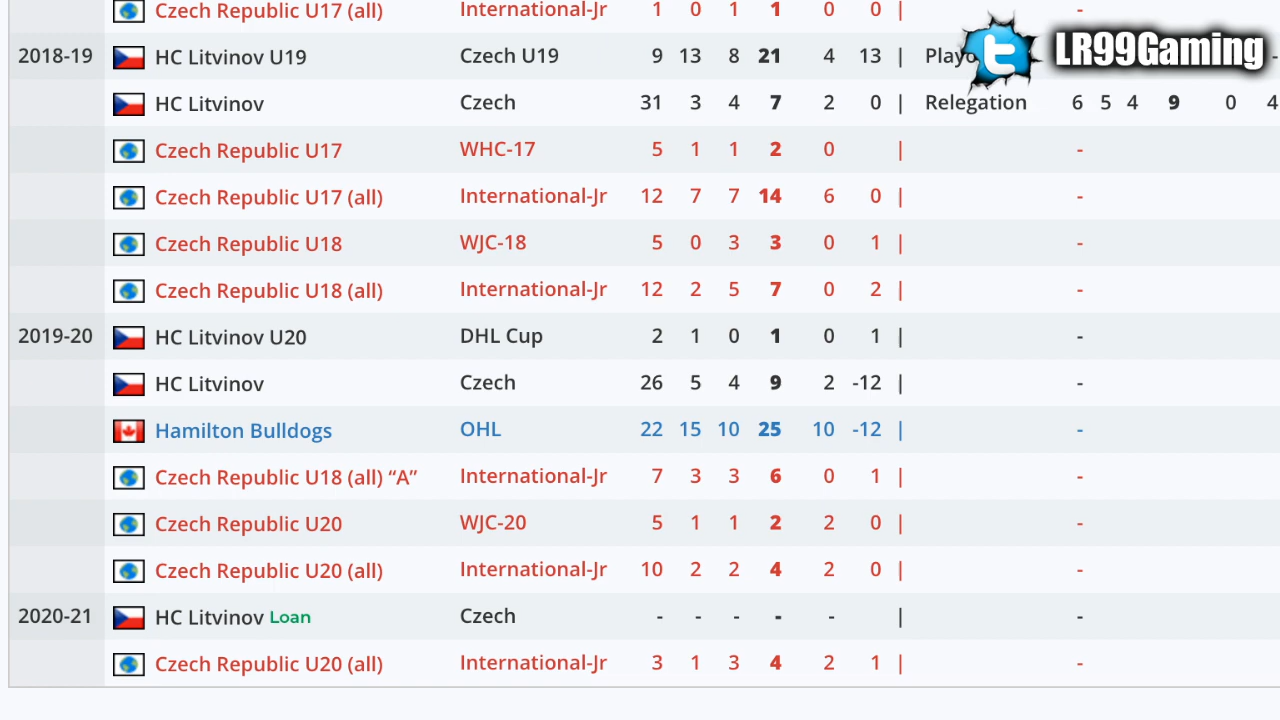 Czech Republic U17 (all) International-Jr 1 0 1 1 0 0 | -
LR99Gaming
2018-19 HC Litvinov U19 Czech U19 9 13 8 21 4 13 | -
HC Litvinov Czech 31 3 4 7 2 0 | Relegation 6 5 4 9 0 4
Czech Republic U17 WHC-17 5 1 1 2 0 | -
Czech Republic U17 (all) International-Jr 12 7 7 14 6 0 | -
Czech Republic U18 WJC-18 5 0 3 3 0 1 | -
Czech Republic U18 (all) International-Jr 12 2 5 7 0 2 | -
2019-20 HC Litvinov U20 DHL Cup 2 1 0 1 0 1 | -
HC Litvinov Czech 26 5 4 9 2 -12 | -
Hamilton Bulldogs OHL 22 15 10 25 10 -12 | -
Czech Republic U18 (all) “A” International-Jr 7 3 3 6 0 1 | -
Czech Republic U20 WJC-20 5 1 1 2 2 0 | -
Czech Republic U20 (all) International-Jr 10 2 2 4 2 0 | -
2020-21 HC Litvinov Loan Czech - - - - - | -
Czech Republic U20 (all) International-Jr 3 1 3 4 2 1 | -